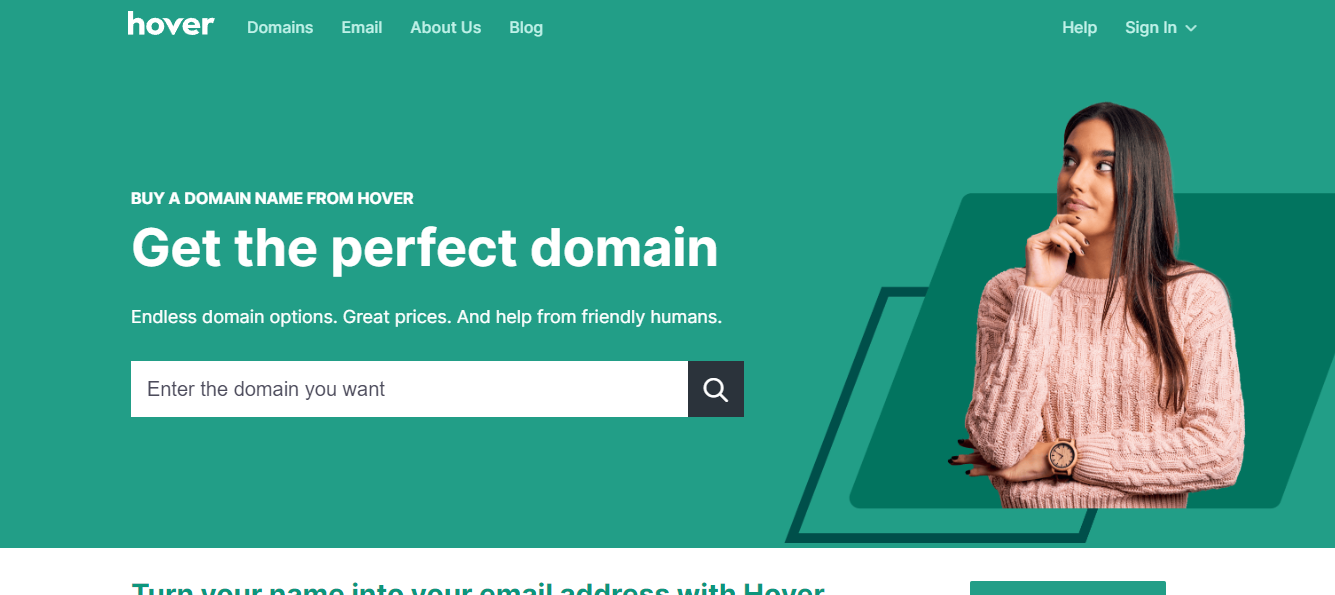 hover Domains Email About Us Blog Help Sign In
BUY A DOMAIN NAME FROM HOVER
Get the perfect domain
Endless domain options. Great prices. And help from friendly humans.
Enter the domain you want
Turn your name into your email address with Hover